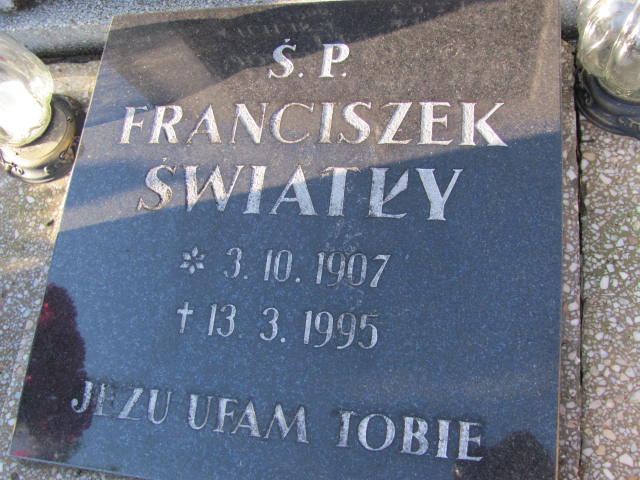 Ś. P.
FRANCISZEK
ŚWIATŁY
* 3. 10. 1907
† 13. 3. 1995
JEZU UFAM TOBIE